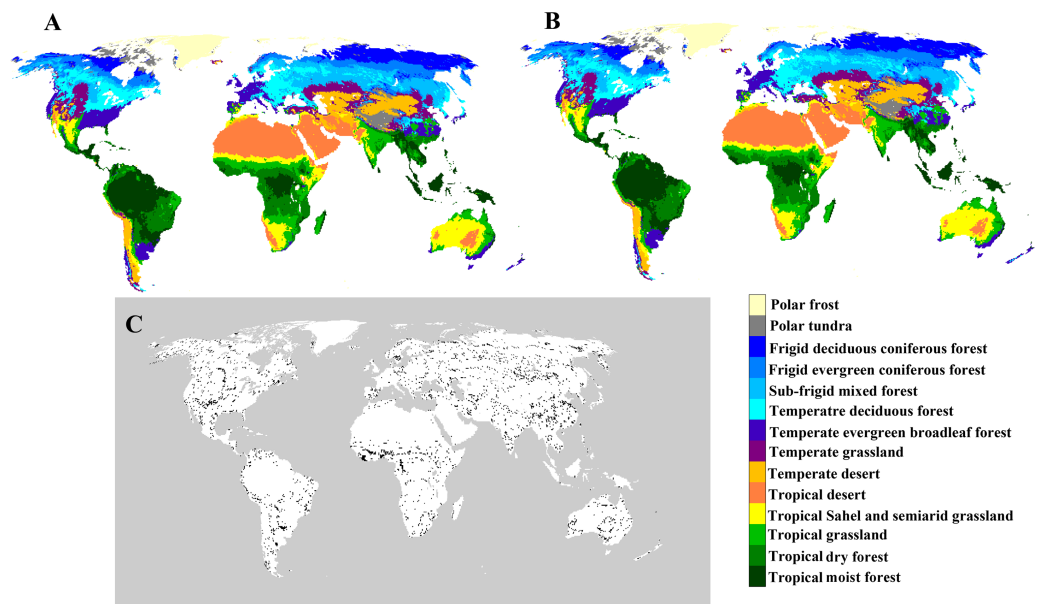 A
B
C
Polar frost
Polar tundra
Frigid deciduous coniferous forest
Frigid evergreen coniferous forest
Sub-frigid mixed forest
Temperatre deciduous forest
Temperate evergreen broadleaf forest
Temperate grassland
Temperate desert
Tropical desert
Tropical Sahel and semiarid grassland
Tropical grassland
Tropical dry forest
Tropical moist forest